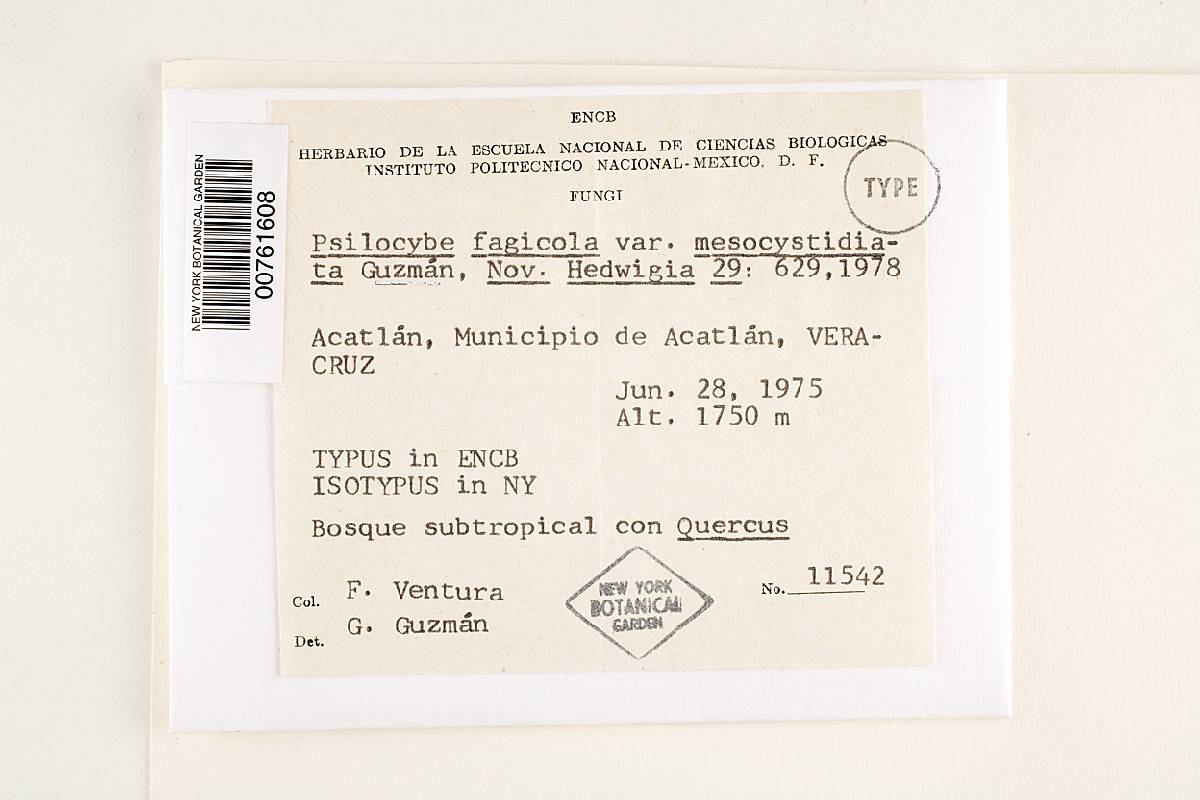 ENCB
HERBARIO DE LA ESCUELA NACIONAL DE CIENCIAS BIOLOGICAS
INSTITUTO POLITECNICO NACIONAL-MEXICO, D. F.
FUNGI
TYPE
Psilocybe fagicola var. mesocystidia-
ta Guzmán, Nov. Hedwigia 29: 629,1978
Acatlán, Municipio de Acatlán, VERA-
CRUZ
Jun. 28, 1975
Alt. 1750 m
TYPUS in ENCB
ISOTYPUS in NY
Bosque subtropical con Quercus
Col. F. Ventura
No. 11542
Det. G. Guzmán
NEW YORK
BOTANICAL
GARDEN
NEW YORK BOTANICAL GARDEN
00761608